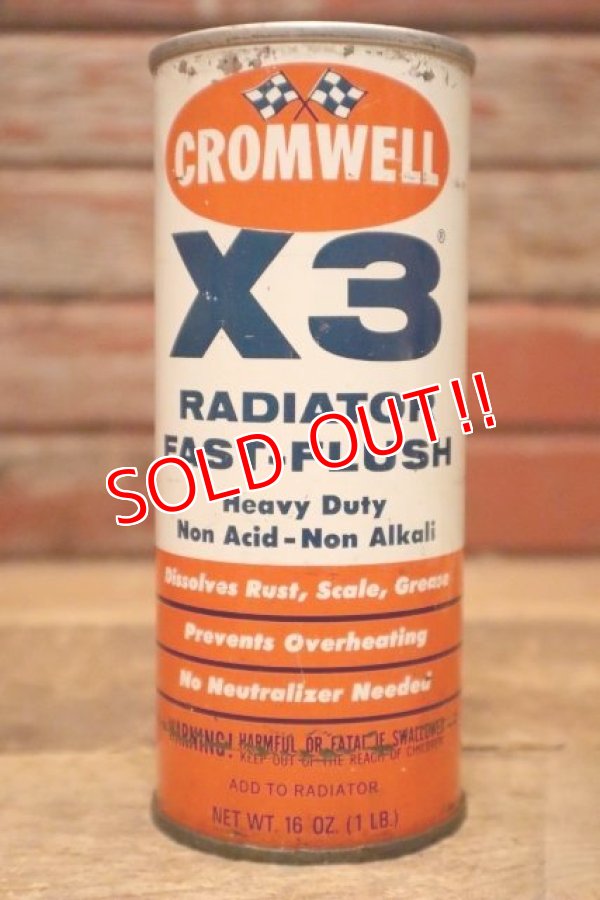 CROMWELL
X3®
RADIATOR
FAST-FLUSH
SOLD OUT!!
Heavy Duty
Non Acid-Non Alkali
Dissolves Rust, Scale, Grease
Prevents Overheating
No Neutralizer Needed
WARNING! HARMFUL OR FATAL IF SWALLOWED
KEEP OUT OF THE REACH OF CHILDREN
ADD TO RADIATOR
NET WT. 16 OZ. (1 LB.)